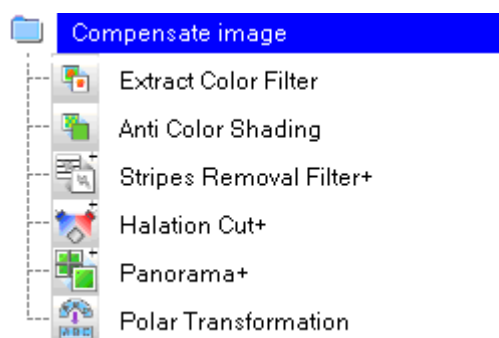 Compensate image
Extract Color Filter
Anti Color Shading
Stripes Removal Filter+
Halation Cut+
Panorama+
Polar Transformation